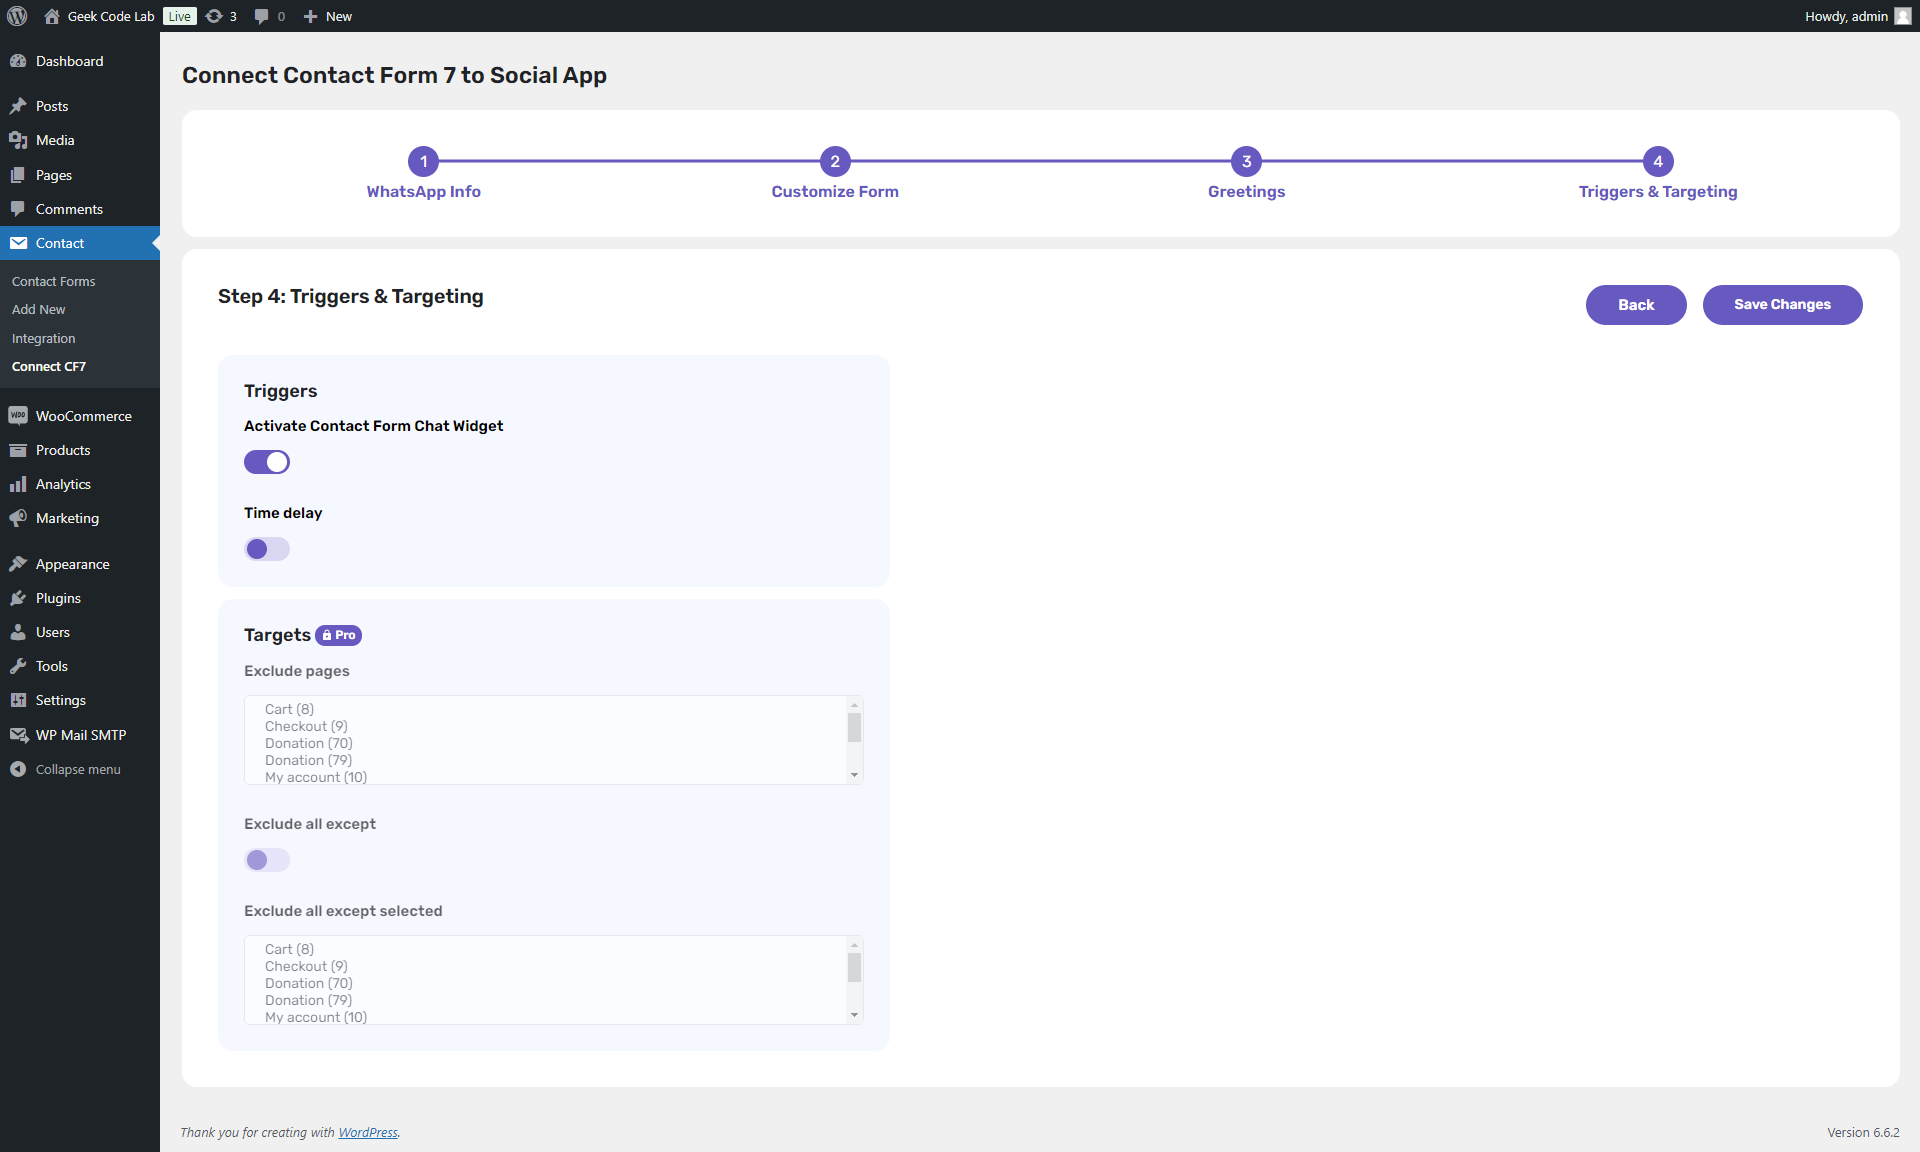 Geek Code Lab Live 3 0 New Howdy, admin
Dashboard
Posts
Media
Pages
Comments
Contact
Contact Forms
Add New
Integration
Connect CF7
WooCommerce
Products
Analytics
Marketing
Appearance
Plugins
Users
Tools
Settings
WP Mail SMTP
Collapse menu
Connect Contact Form 7 to Social App
1 2 3 4
WhatsApp Info Customize Form Greetings Triggers & Targeting
Step 4: Triggers & Targeting
Back Save Changes
Triggers
Activate Contact Form Chat Widget
Time delay
Targets Pro
Exclude pages
Cart (8)
Checkout (9)
Donation (70)
Donation (79)
My account (10)
Exclude all except
Exclude all except selected
Cart (8)
Checkout (9)
Donation (70)
Donation (79)
My account (10)
Thank you for creating with WordPress.
Version 6.6.2